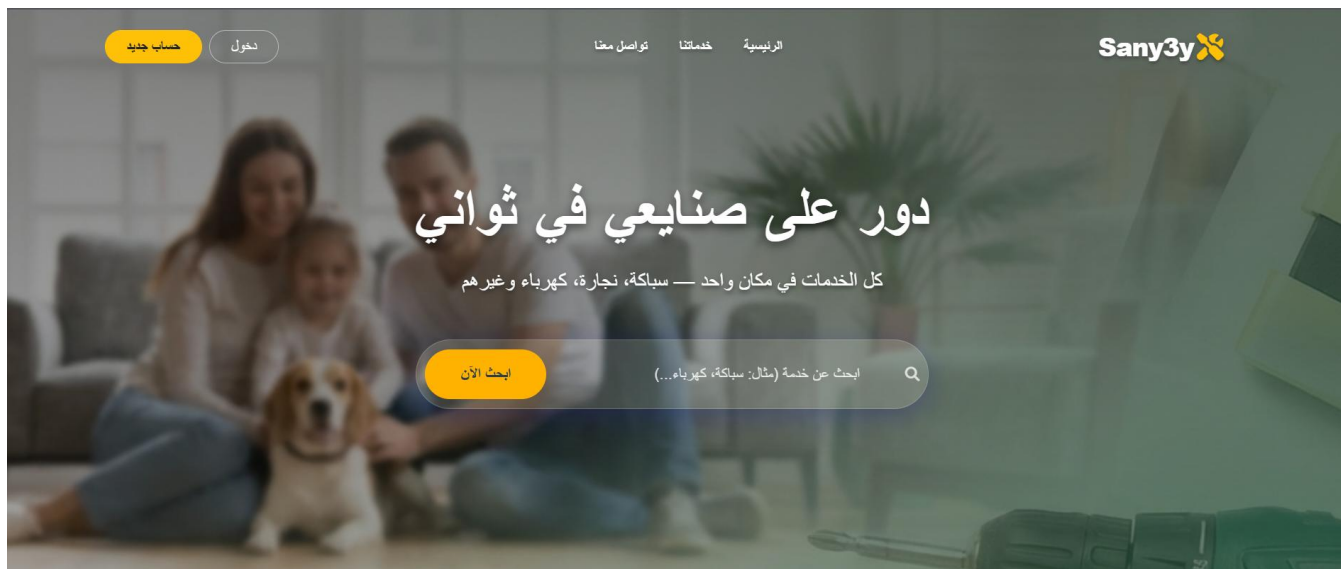 Sany3y
الرئيسية خدماتنا تواصل معنا
دخول
حساب جديد
دور على صنايعي في ثواني
كل الخدمات في مكان واحد — سباكة، نجارة، كهرباء وغيرهم
ابحث عن خدمة (مثال: سباكة، كهرباء...)
ابحث الآن